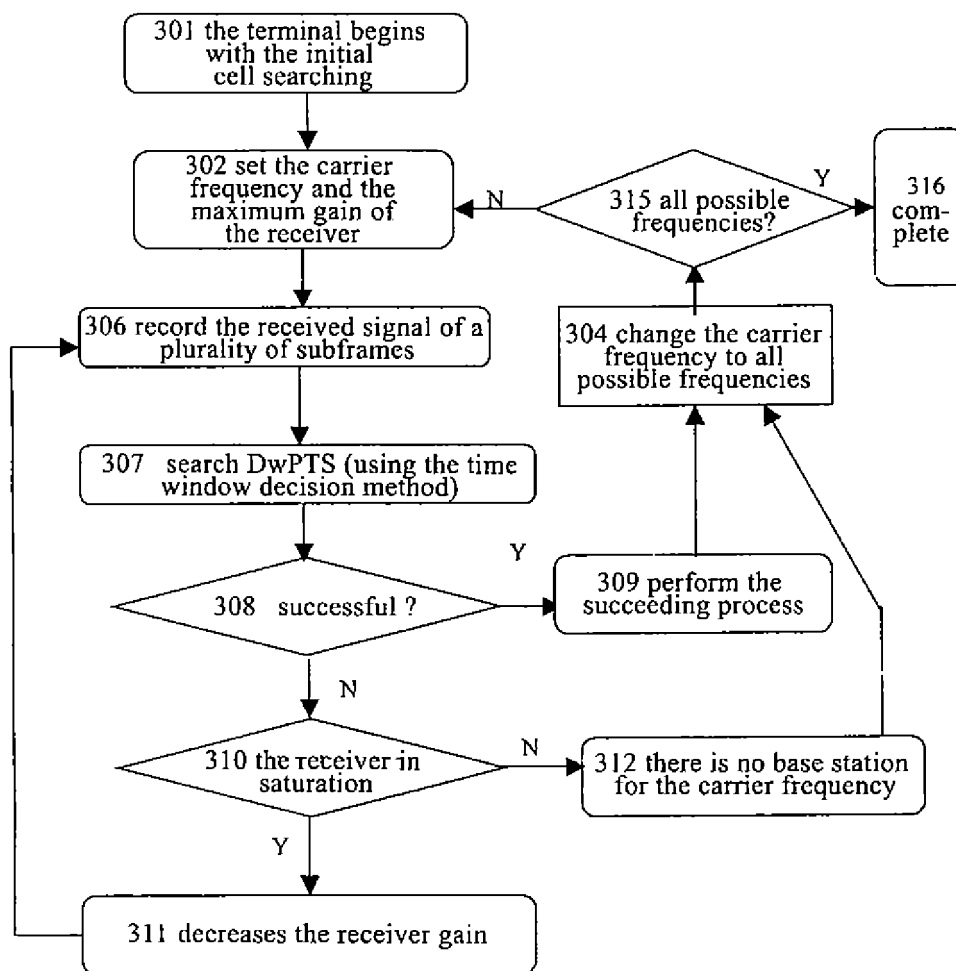 301 the terminal begins
with the initial
cell searching
302 set the carrier
frequency and the
maximum gain of
the receiver
N
315 all possible
frequencies?
Y
316
com-
plete
306 record the received signal of a
plurality of subframes
304 change the carrier
frequency to all
possible frequencies
307 search DwPTS (using the time
window decision method)
308 successful ?
Y
309 perform the
succeeding process
N
310 the receiver in
saturation
N
312 there is no base station
for the carrier frequency
Y
311 decreases the receiver gain